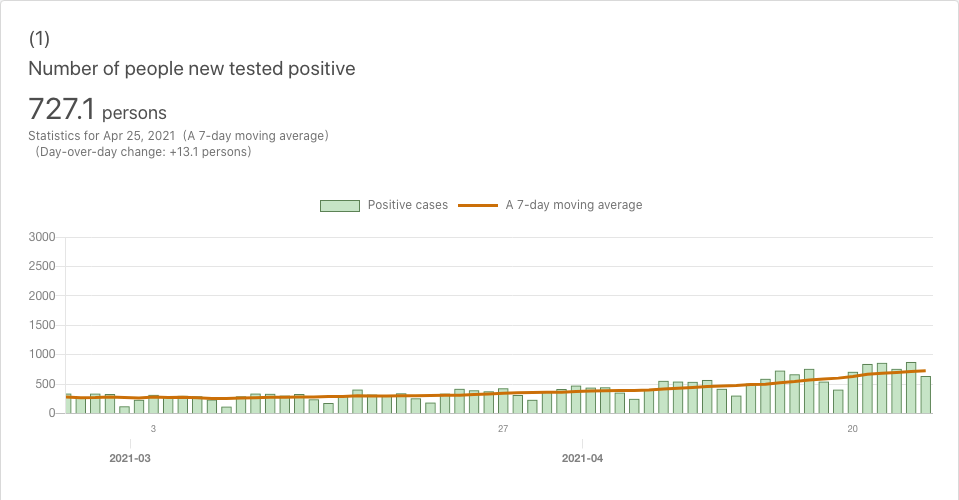 (1)
Number of people new tested positive
727.1 persons
Statistics for Apr 25, 2021 (A 7-day moving average)
(Day-over-day change: +13.1 persons)
Positive cases A 7-day moving average
3000
2500
2000
1500
1000
500
0
3 27 20
2021-03 2021-04